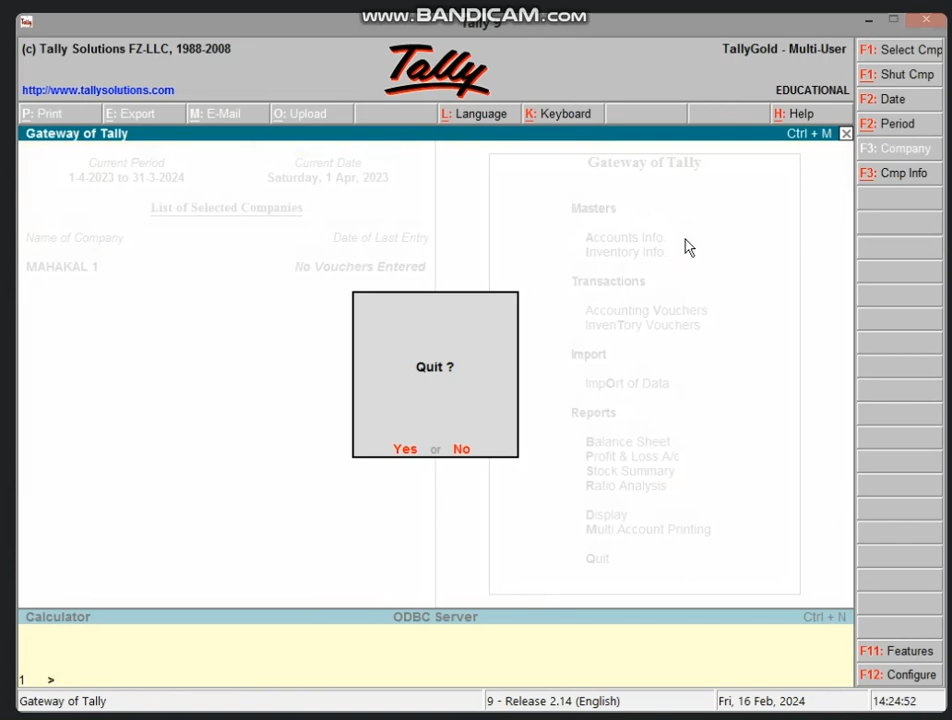 www.BANDICAM.com
Tally 9
(c) Tally Solutions FZ-LLC, 1988-2008
http://www.tallysolutions.com
Tally
TallyGold - Multi-User
EDUCATIONAL
P: Print E: Export M: E-Mail O: Upload L: Language K: Keyboard H: Help
Gateway of Tally Ctrl + M
Current Period Current Date
1-4-2023 to 31-3-2024 Saturday, 1 Apr, 2023
List of Selected Companies
Name of Company Date of Last Entry
MAHAKAL 1 No Vouchers Entered
Gateway of Tally
Masters
Accounts Info.
Inventory Info.
Transactions
Accounting Vouchers
InvenTory Vouchers
Import
ImpOrt of Data
Reports
Balance Sheet
Profit & Loss A/c
Stock Summary
Ratio Analysis
Display
Multi Account Printing
Quit
Quit ?
Yes or No
F1: Select Cmp
F1: Shut Cmp
F2: Date
F2: Period
F3: Company
F3: Cmp Info
F11: Features
F12: Configure
Calculator ODBC Server Ctrl + N
1 >
Gateway of Tally 9 - Release 2.14 (English) Fri, 16 Feb, 2024 14:24:52